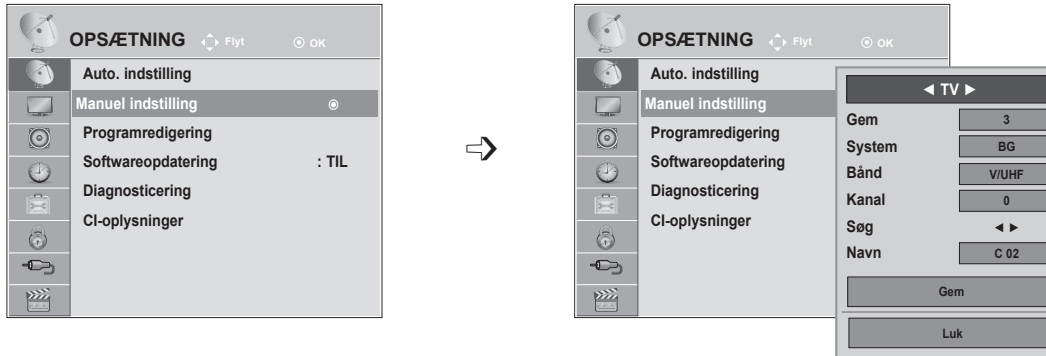 OPSÆTNING Flyt OK
Auto. indstilling
Manuel indstilling
Programredigering
Softwareopdatering : TIL
Diagnosticering
CI-oplysninger
OPSÆTNING Flyt OK
Auto. indstilling
Manuel indstilling
Programredigering
Softwareopdatering
Diagnosticering
CI-oplysninger
◀ TV ▶
Gem 3
System BG
Bånd V/UHF
Kanal 0
Søg ◀ ▶
Navn C 02
Gem
Luk